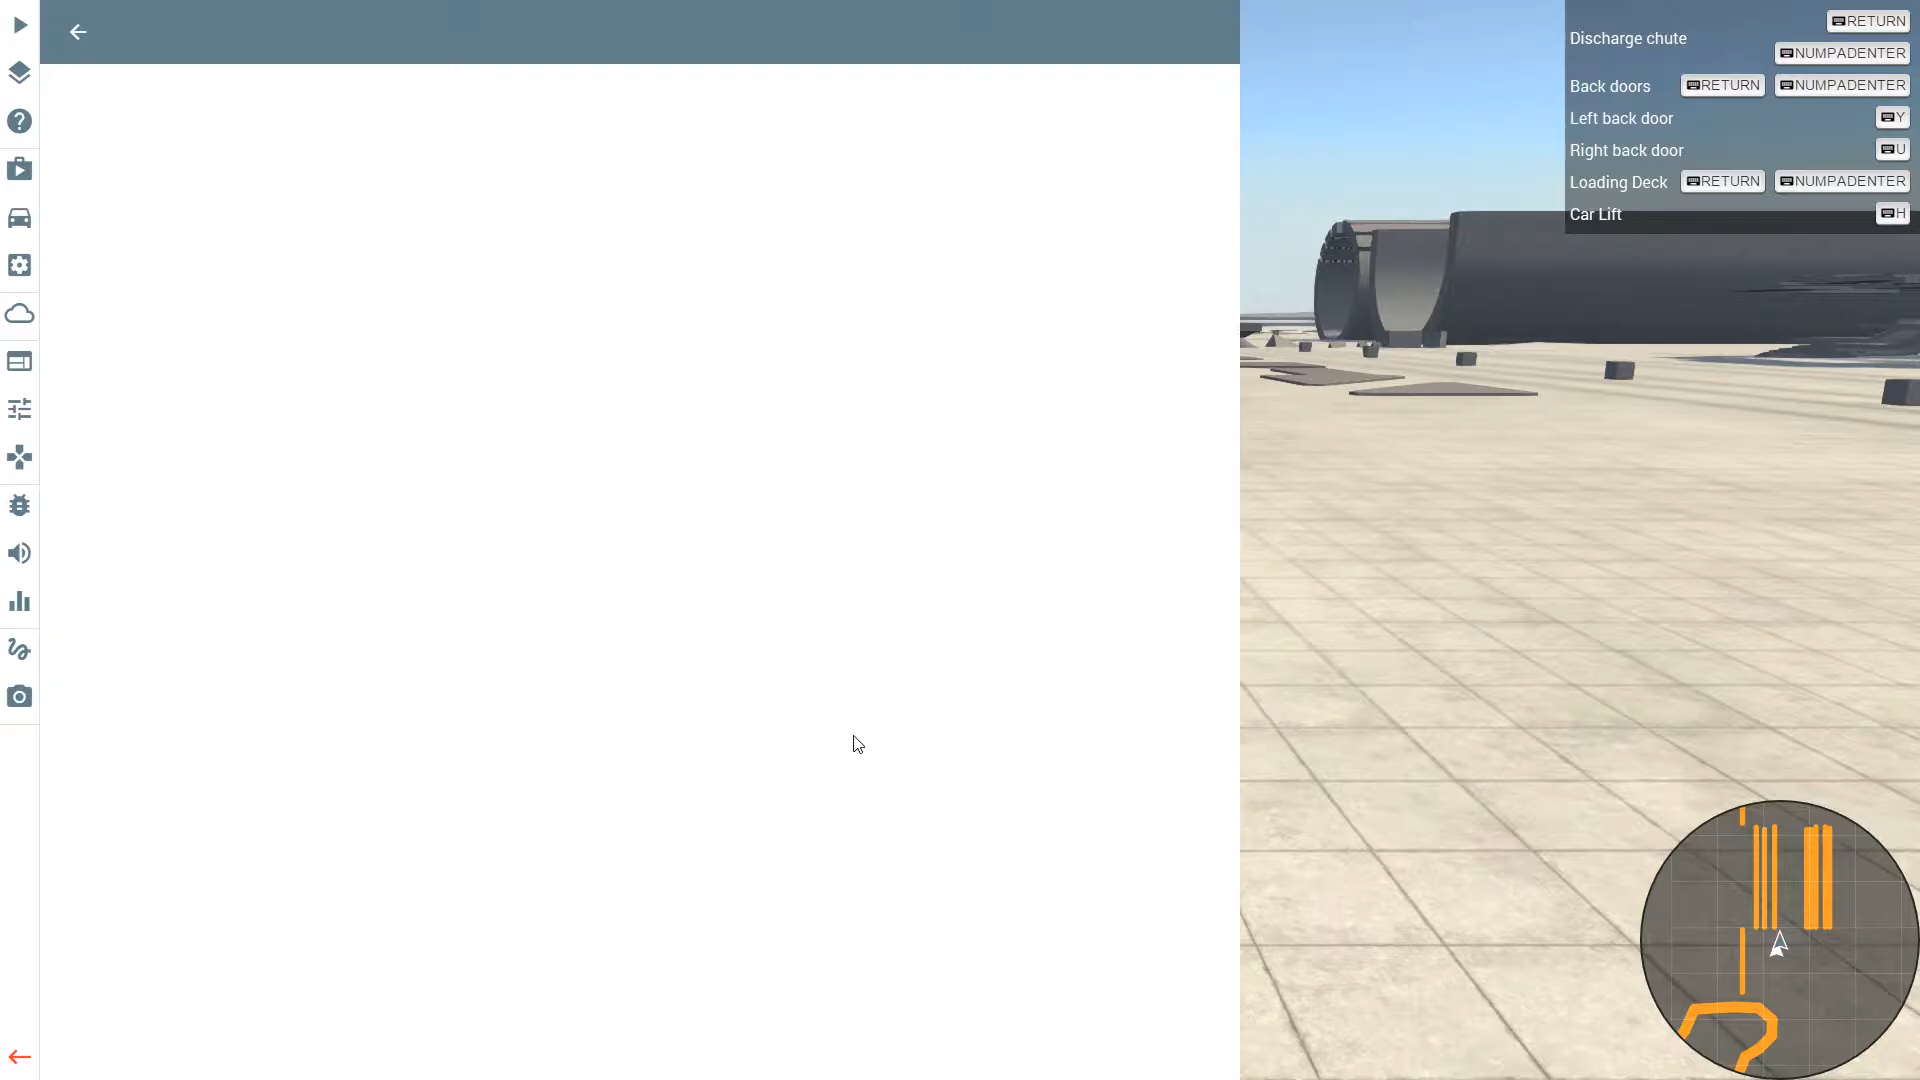 Discharge chute RETURN
NUMPADENTER
Back doors RETURN NUMPADENTER
Left back door Y
Right back door U
Loading Deck RETURN NUMPADENTER
Car Lift H